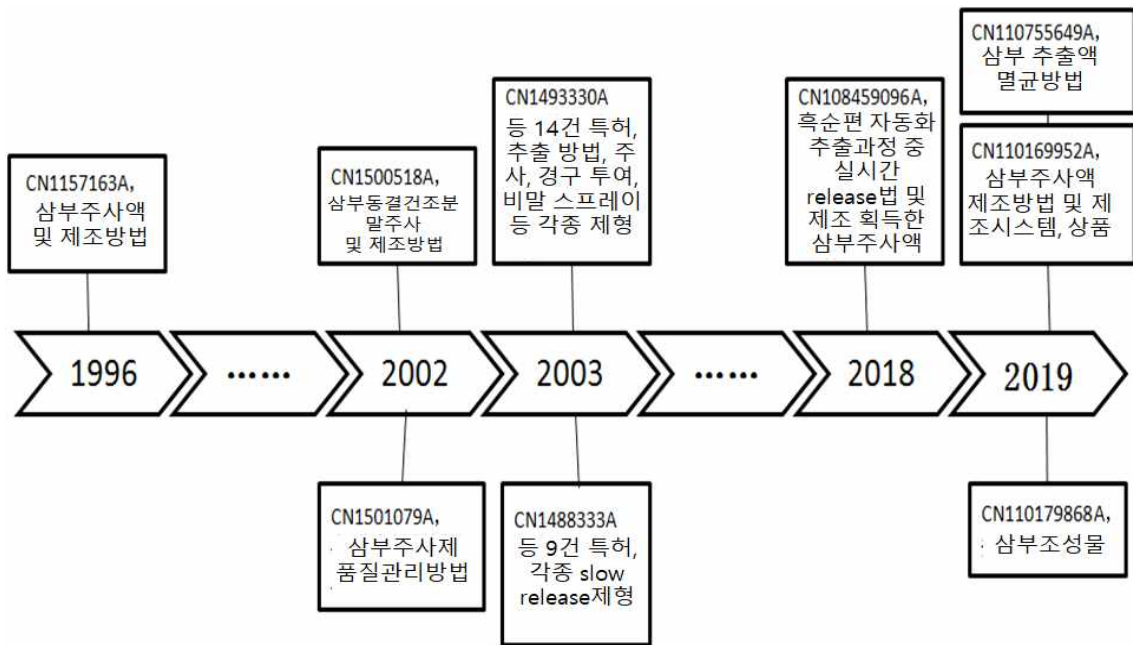 CN110755649A,
삼부 추출액
멸균방법
CN1493330A
등 14건 특허,
추출 방법, 주
사, 경구 투여,
비말 스프레이
등 각종 제형
CN108459096A,
흑순편 자동화
추출과정 중
실시간
release법 및
제조 획득한
삼부주사액
CN110169952A,
삼부주사액
제조방법 및 제
조시스템, 상품
CN1157163A,
삼부주사액
및 제조방법
CN1500518A,
삼부동결건조분
말주사
및 제조방법
1996
······
2002
2003
······
2018
2019
CN1501079A,
삼부주사제
품질관리방법
CN1488333A
등 9건 특허,
각종 slow
release제형
CN110179868A,
삼부조성물